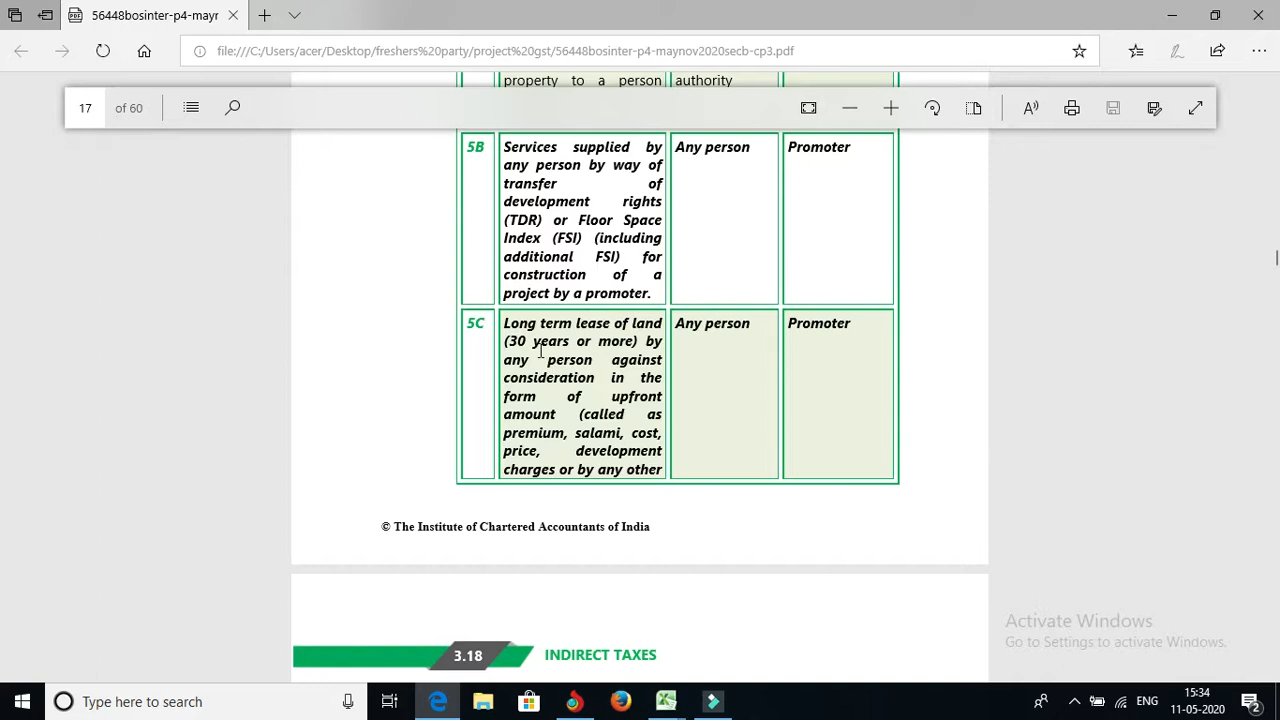 56448bosinter-p4-mayr
file:///C:/Users/acer/Desktop/freshers%20party/project%20gst/56448bosinter-p4-maynov2020secb-cp3.pdf
property to a person
authority
17 of 60
5B
Services supplied by
any person by way of
transfer of
development rights
(TDR) or Floor Space
Index (FSI) (including
additional FSI) for
construction of a
project by a promoter.
Any person
Promoter
5C
Long term lease of land
(30 years or more) by
any person against
consideration in the
form of upfront
amount (called as
premium, salami, cost,
price, development
charges or by any other
Any person
Promoter
© The Institute of Chartered Accountants of India
3.18
INDIRECT TAXES
Activate Windows
Go to Settings to activate Windows.
Type here to search
ENG
15:34
11-05-2020
2